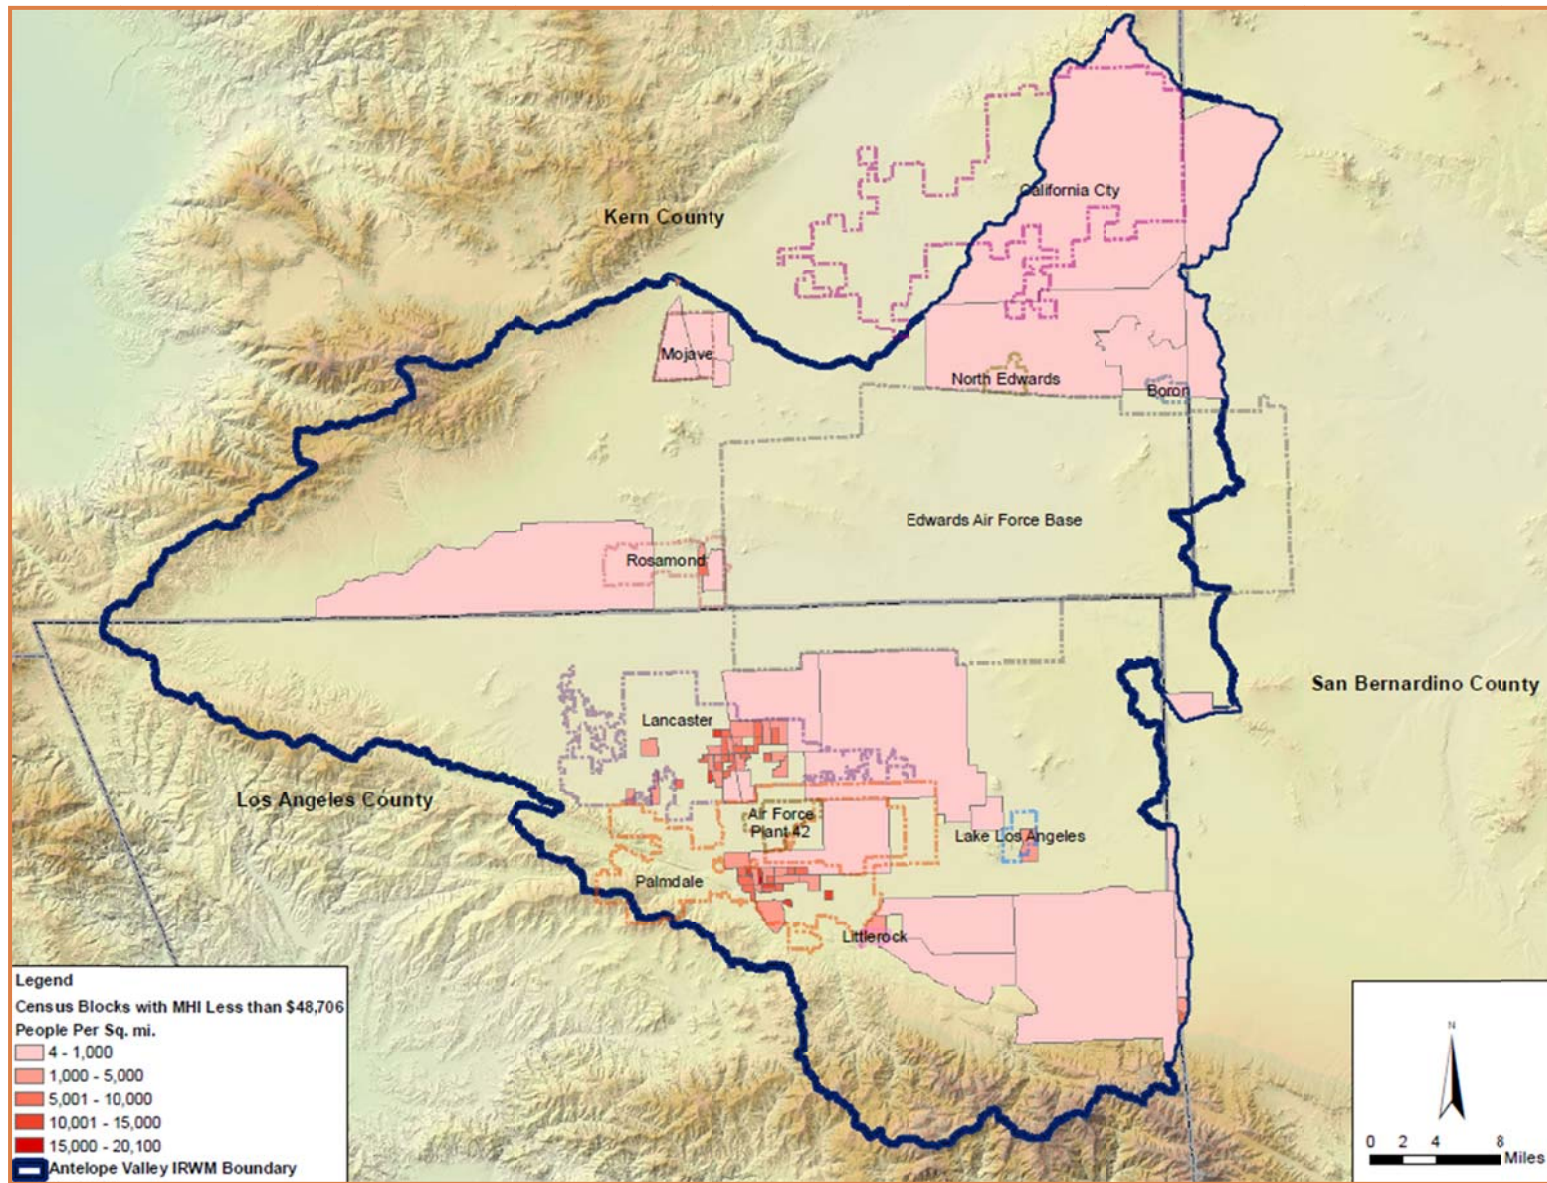 California Cty
Kern County
Mojave
North Edwards
Boron
Edwards Air Force Base
Rosamond
San Bernardino County
Lancaster
Los Angeles County
Air Force
Plant 42
Lake Los Angeles
Palmdale
Littlerock
Legend
Census Blocks with MHI Less than $48,706
People Per Sq. mi.
4 - 1,000
1,000 - 5,000
5,001 - 10,000
10,001 - 15,000
15,000 - 20,100
Antelope Valley IRWM Boundary
N
0 2 4 8
Miles